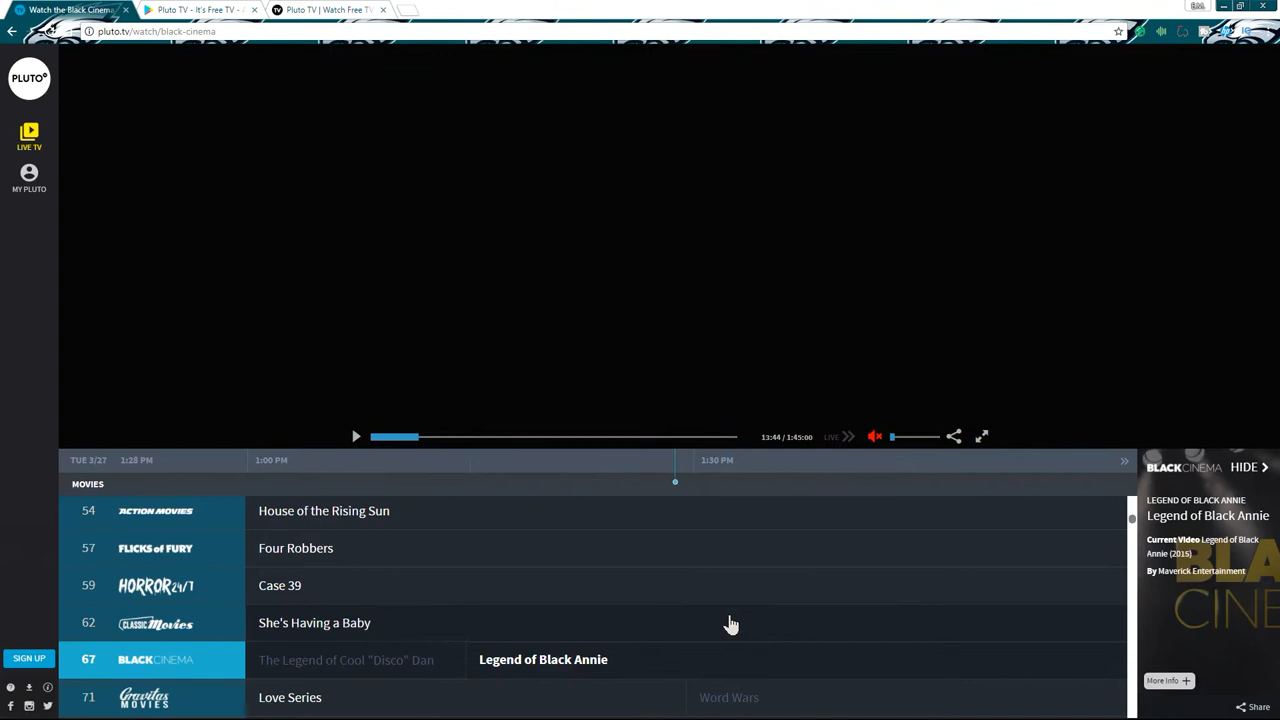 Watch the Black Cinema
Pluto TV - It's Free TV - A
Pluto TV | Watch Free TV
pluto.tv/watch/black-cinema
PLUTO
tv
LIVE TV
MY PLUTO
13:44 / 1:45:00
LIVE
TUE 3/27
1:28 PM
1:00 PM
1:30 PM
MOVIES
54 ACTION MOVIES House of the Rising Sun
57 FLICKS of FURY Four Robbers
59 HORROR 24/7 Case 39
62 CLASSIC Movies She's Having a Baby
67 BLACKCINEMA The Legend of Cool "Disco" Dan Legend of Black Annie
71 Gravitas MOVIES Love Series Word Wars
SIGN UP
BLACKCINEMA HIDE
LEGEND OF BLACK ANNIE
Legend of Black Annie
Current Video Legend of Black
Annie (2015)
By Maverick Entertainment
BLA
CINE
More Info +
Share